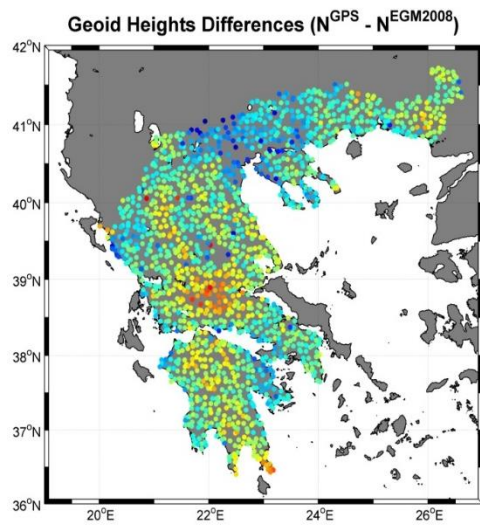 Geoid Heights Differences (N^GPS - N^EGM2008)
42°N
41°N
40°N
39°N
38°N
37°N
36°N
20°E 22°E 24°E 26°E